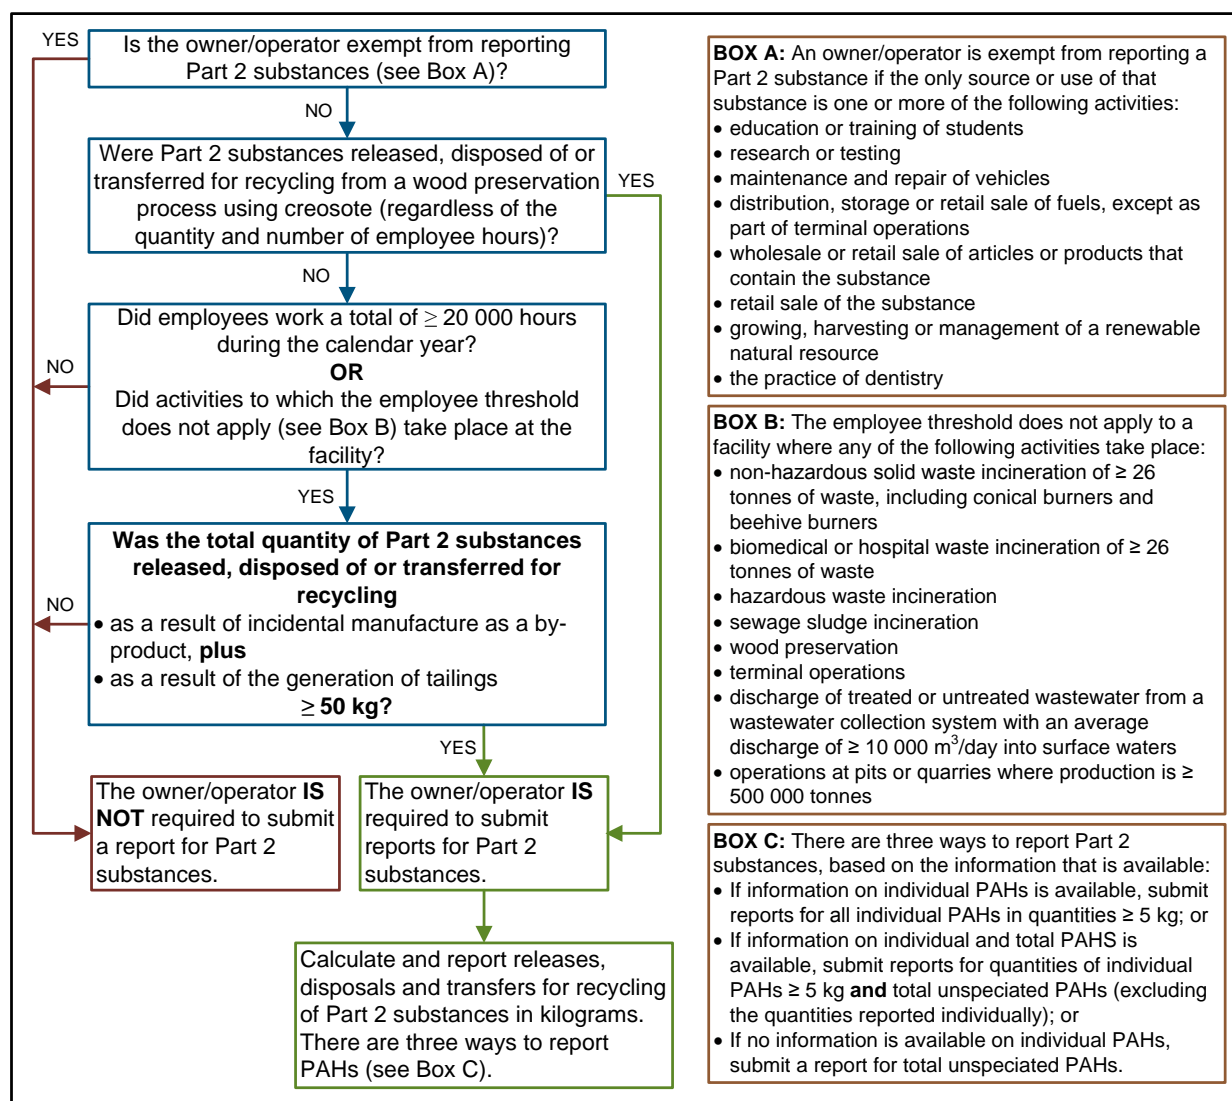 YES
Is the owner/operator exempt from reporting
Part 2 substances (see Box A)?
NO
Were Part 2 substances released, disposed of or
transferred for recycling from a wood preservation
process using creosote (regardless of the
quantity and number of employee hours)?
YES
NO
Did employees work a total of ≥ 20 000 hours
during the calendar year?
OR
Did activities to which the employee threshold
does not apply (see Box B) take place at the
facility?
NO
YES
Was the total quantity of Part 2 substances
released, disposed of or transferred for
recycling
• as a result of incidental manufacture as a by-
product, plus
• as a result of the generation of tailings
≥ 50 kg?
NO
YES
The owner/operator IS
NOT required to submit
a report for Part 2
substances.
The owner/operator IS
required to submit
reports for Part 2
substances.
Calculate and report releases,
disposals and transfers for recycling
of Part 2 substances in kilograms.
There are three ways to report
PAHs (see Box C).
BOX A: An owner/operator is exempt from reporting a
Part 2 substance if the only source or use of that
substance is one or more of the following activities:
• education or training of students
• research or testing
• maintenance and repair of vehicles
• distribution, storage or retail sale of fuels, except as
part of terminal operations
• wholesale or retail sale of articles or products that
contain the substance
• retail sale of the substance
• growing, harvesting or management of a renewable
natural resource
• the practice of dentistry
BOX B: The employee threshold does not apply to a
facility where any of the following activities take place:
• non-hazardous solid waste incineration of ≥ 26
tonnes of waste, including conical burners and
beehive burners
• biomedical or hospital waste incineration of ≥ 26
tonnes of waste
• hazardous waste incineration
• sewage sludge incineration
• wood preservation
• terminal operations
• discharge of treated or untreated wastewater from a
wastewater collection system with an average
discharge of ≥ 10 000 m³/day into surface waters
• operations at pits or quarries where production is ≥
500 000 tonnes
BOX C: There are three ways to report Part 2
substances, based on the information that is available:
• If information on individual PAHs is available, submit
reports for all individual PAHs in quantities ≥ 5 kg; or
• If information on individual and total PAHS is
available, submit reports for quantities of individual
PAHs ≥ 5 kg and total unspeciated PAHs (excluding
the quantities reported individually); or
• If no information is available on individual PAHs,
submit a report for total unspeciated PAHs.